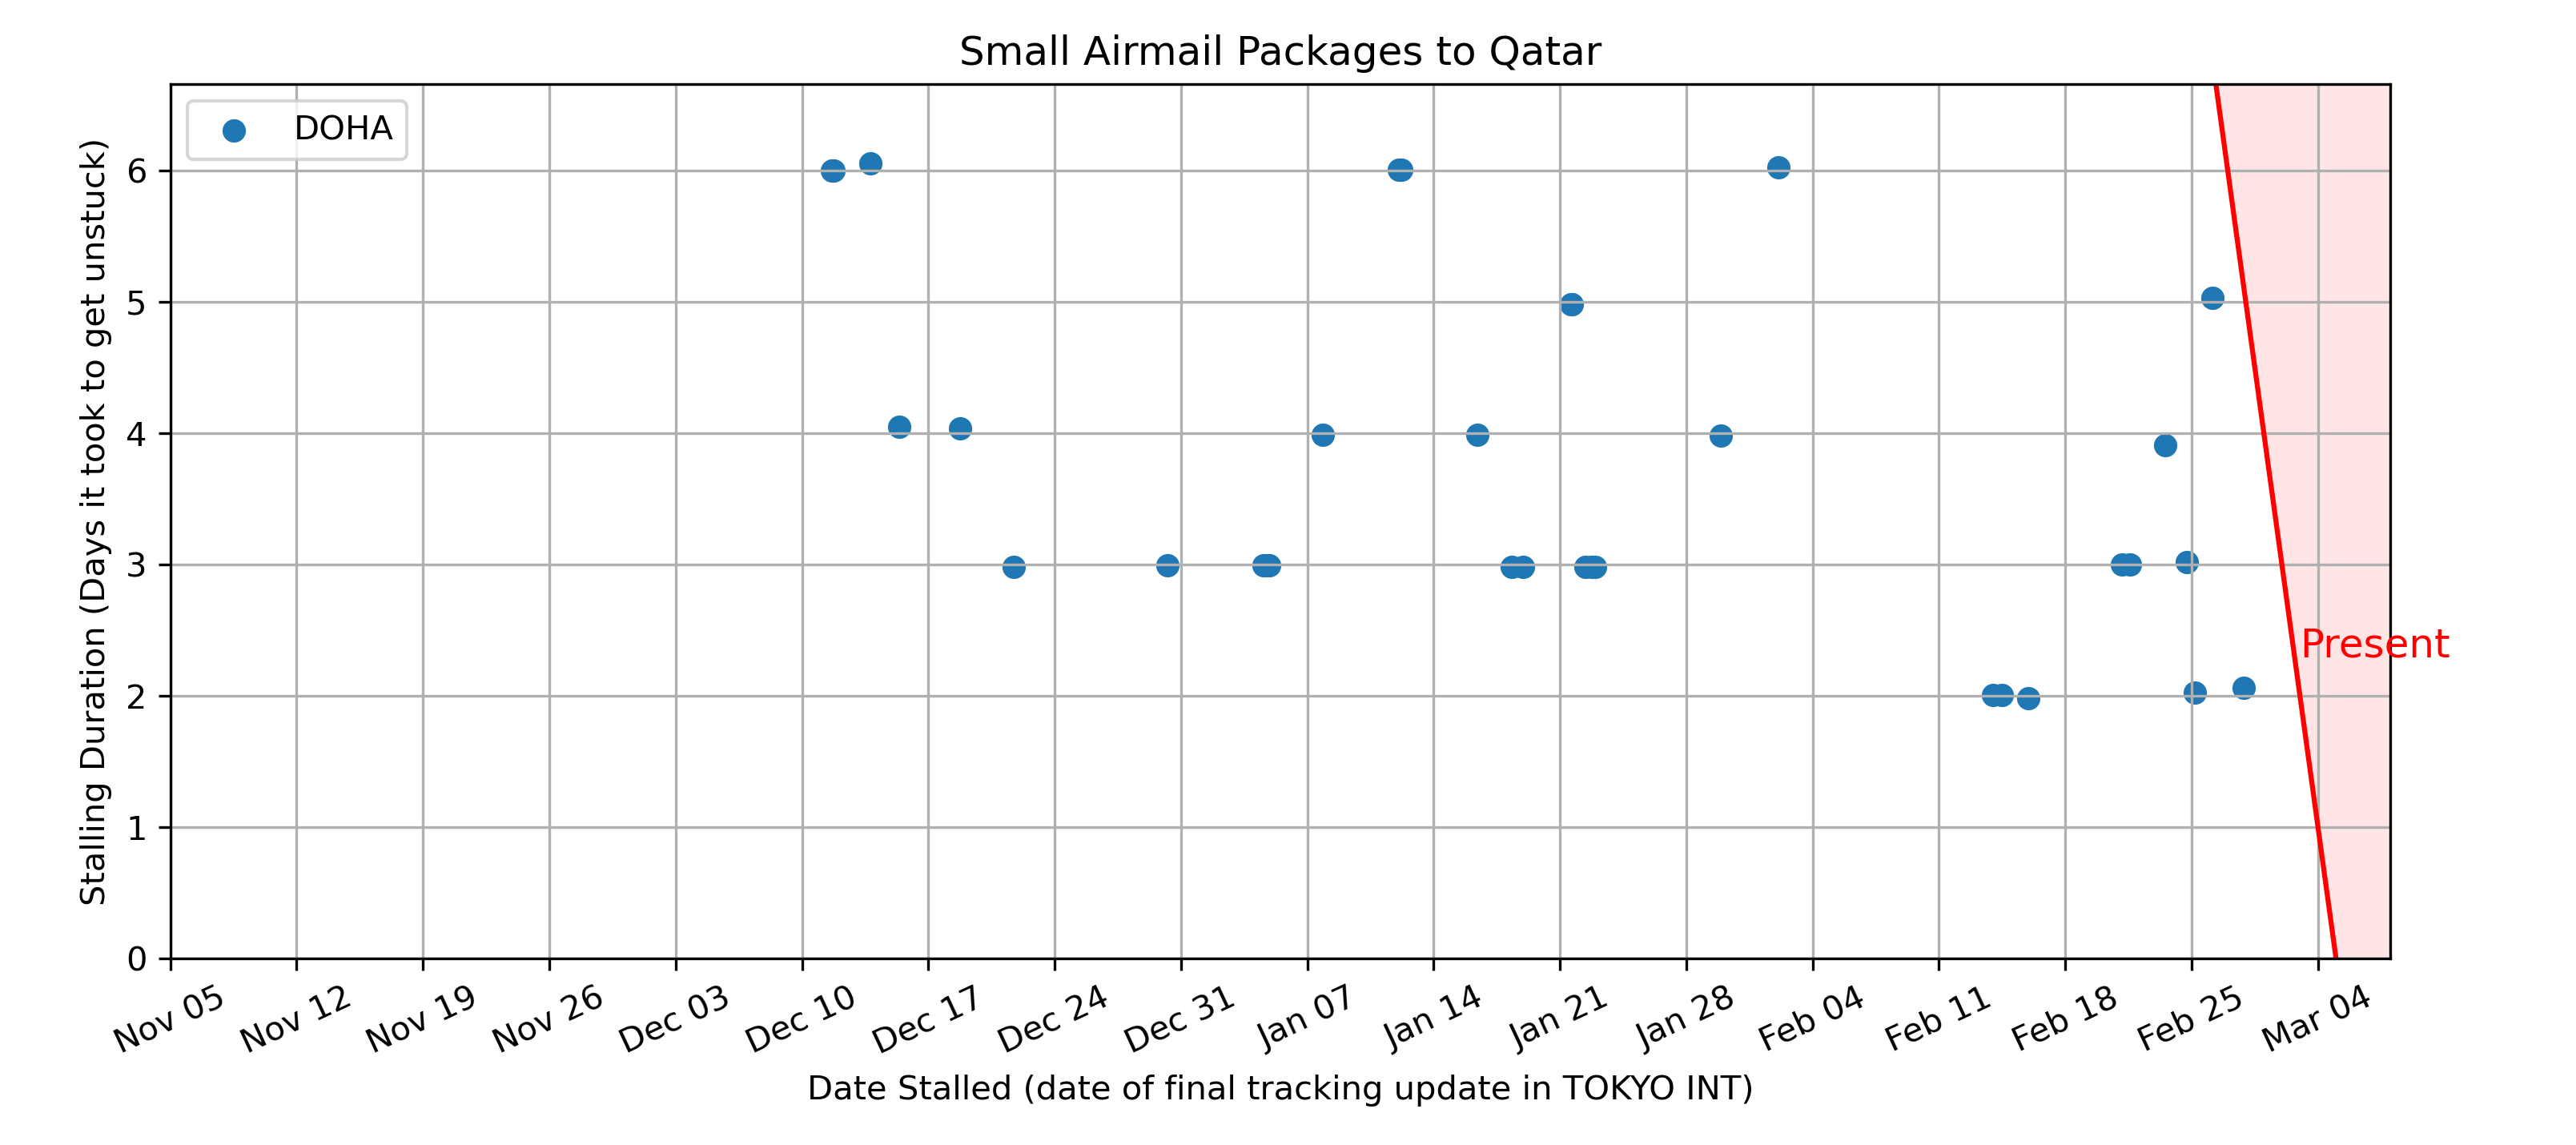 Small Airmail Packages to Qatar
DOHA
Stalling Duration (Days it took to get unstuck)
6
5
4
3
2
1
0
Present
Nov 05
Nov 12
Nov 19
Nov 26
Dec 03
Dec 10
Dec 17
Dec 24
Dec 31
Jan 07
Jan 14
Jan 21
Jan 28
Feb 04
Feb 11
Feb 18
Feb 25
Mar 04
Date Stalled (date of final tracking update in TOKYO INT)